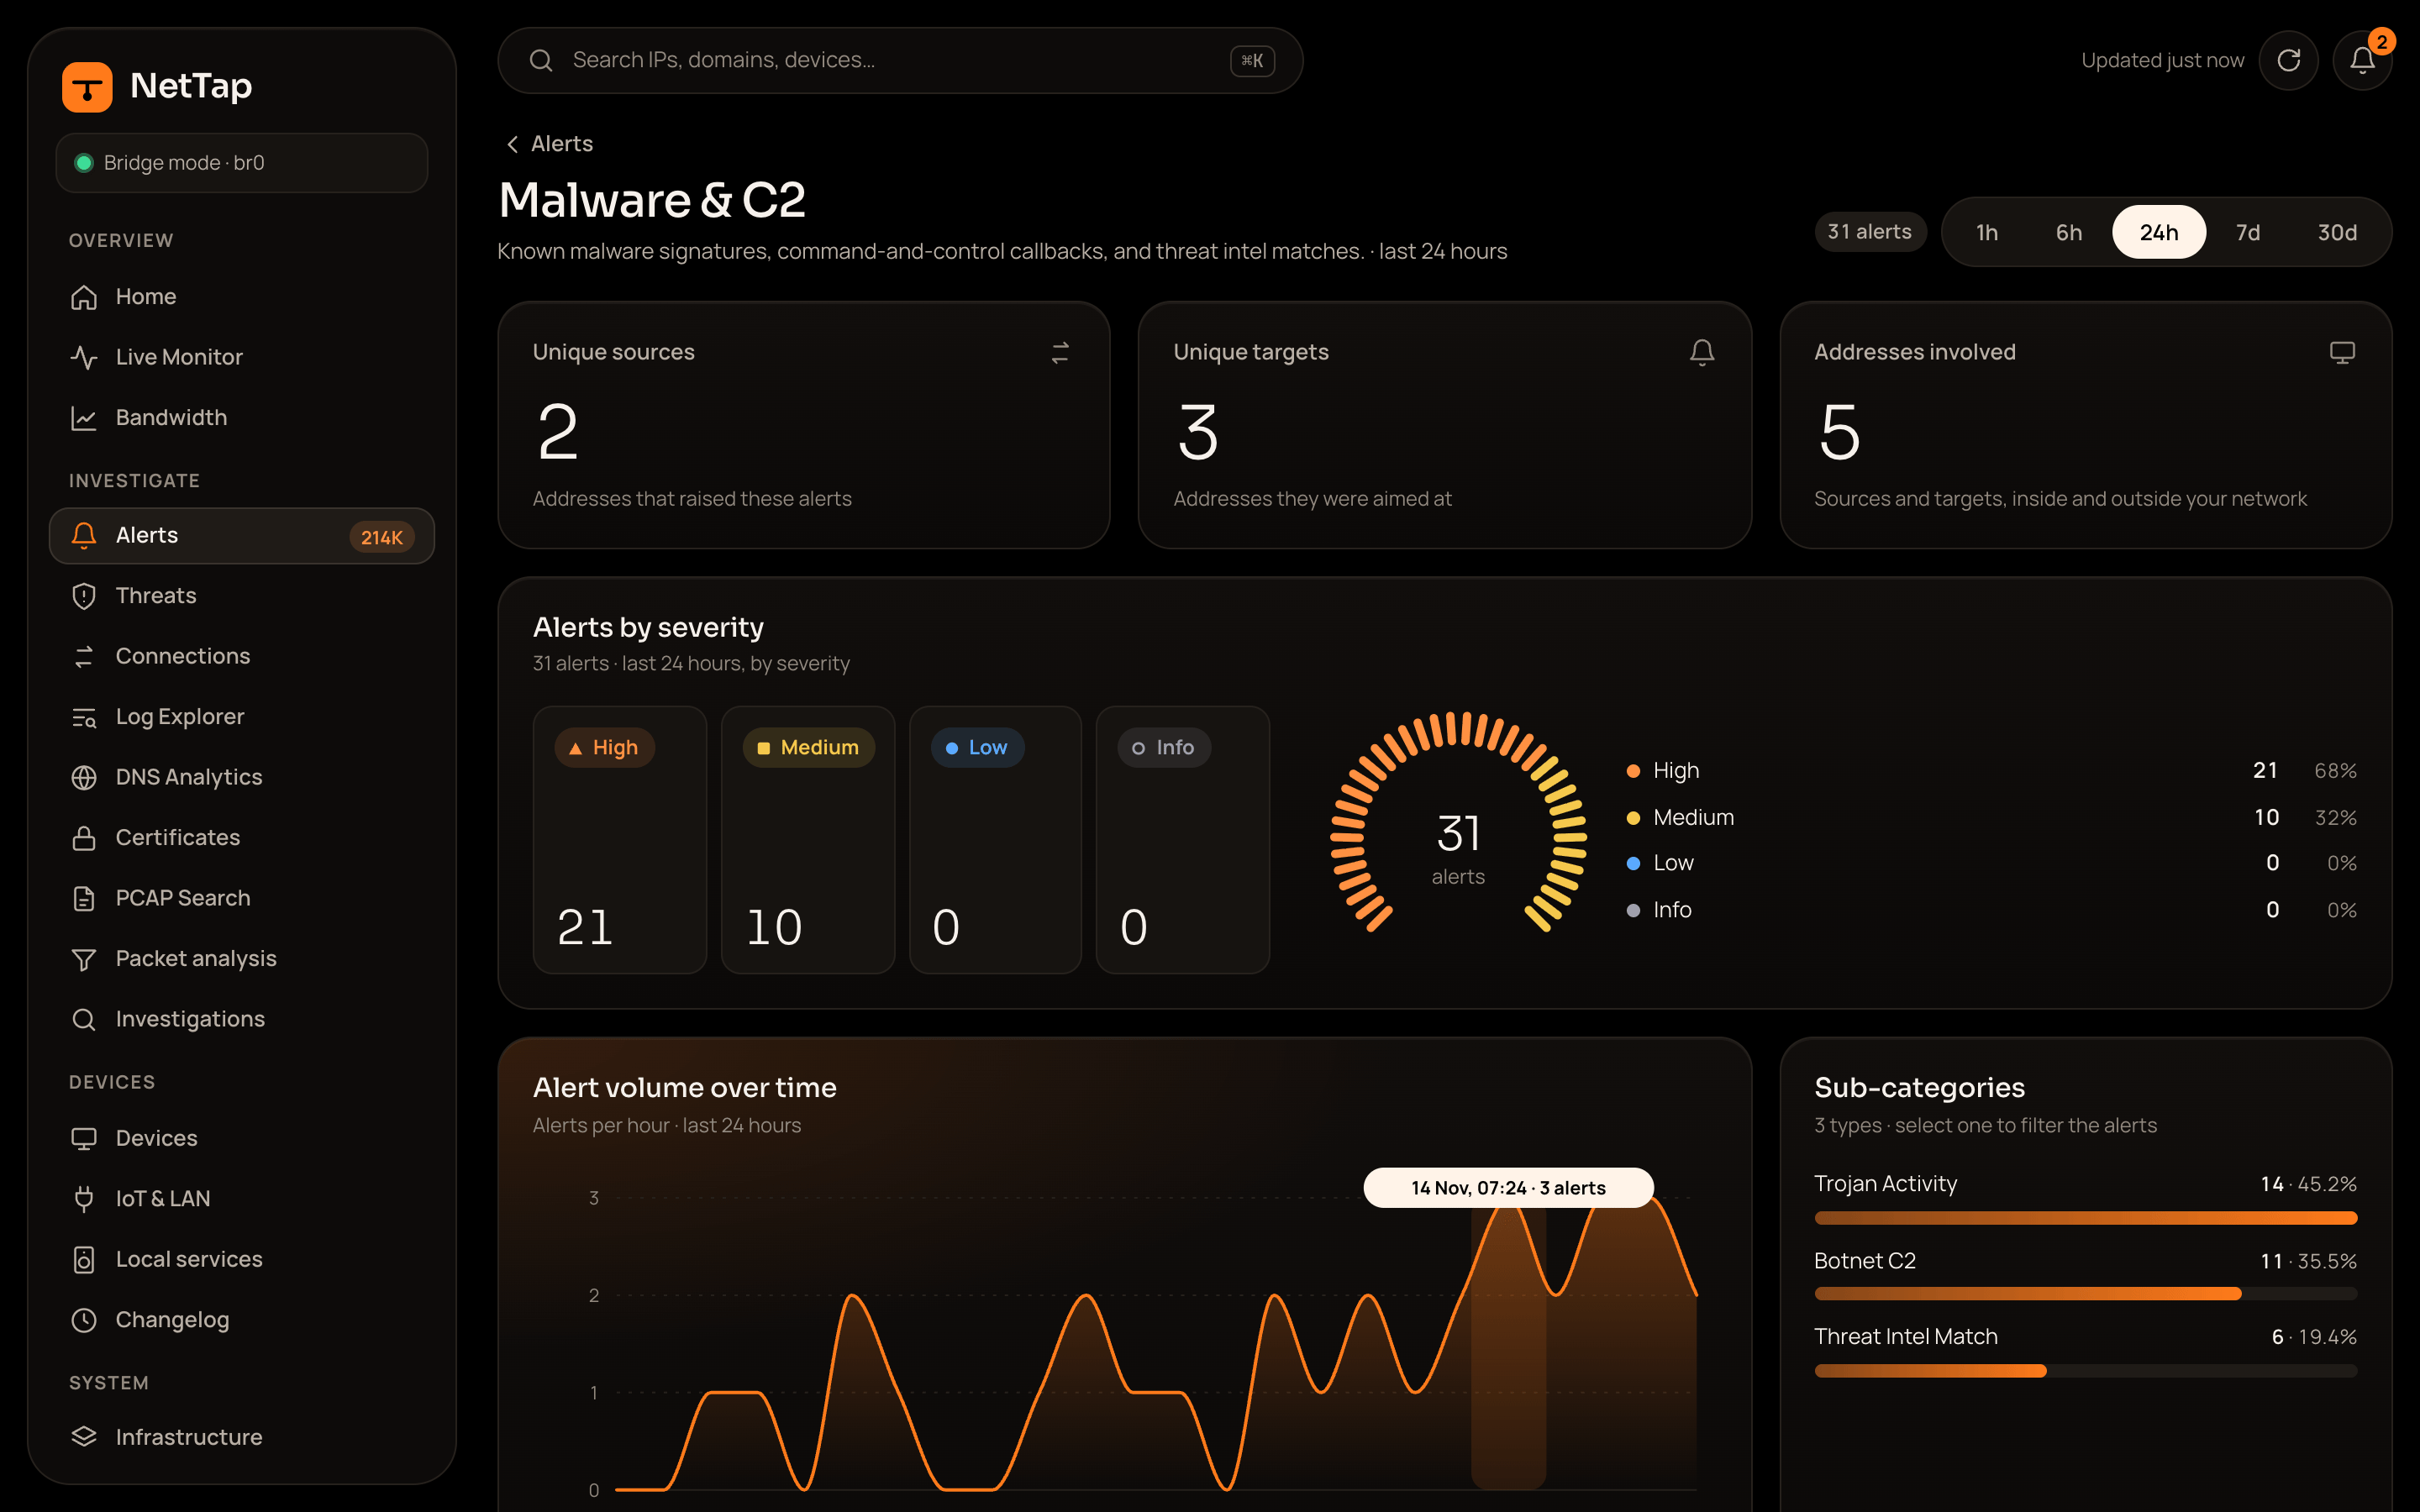 NetTap
Bridge mode · br0
OVERVIEW
Home
Live Monitor
Bandwidth
INVESTIGATE
Alerts 214K
Threats
Connections
Log Explorer
DNS Analytics
Certificates
PCAP Search
Packet analysis
Investigations
DEVICES
Devices
IoT & LAN
Local services
Changelog
SYSTEM
Infrastructure
Search IPs, domains, devices... ⌘K
Updated just now 2
Alerts
Malware & C2
Known malware signatures, command-and-control callbacks, and threat intel matches. · last 24 hours
31 alerts 1h 6h 24h 7d 30d
Unique sources
2
Addresses that raised these alerts
Unique targets
3
Addresses they were aimed at
Addresses involved
5
Sources and targets, inside and outside your network
Alerts by severity
31 alerts · last 24 hours, by severity
High
21
Medium
10
Low
0
Info
0
31
alerts
High 21 68%
Medium 10 32%
Low 0 0%
Info 0 0%
Alert volume over time
Alerts per hour · last 24 hours
14 Nov, 07:24 · 3 alerts
3
2
1
0
Sub-categories
3 types · select one to filter the alerts
Trojan Activity 14 · 45.2%
Botnet C2 11 · 35.5%
Threat Intel Match 6 · 19.4%